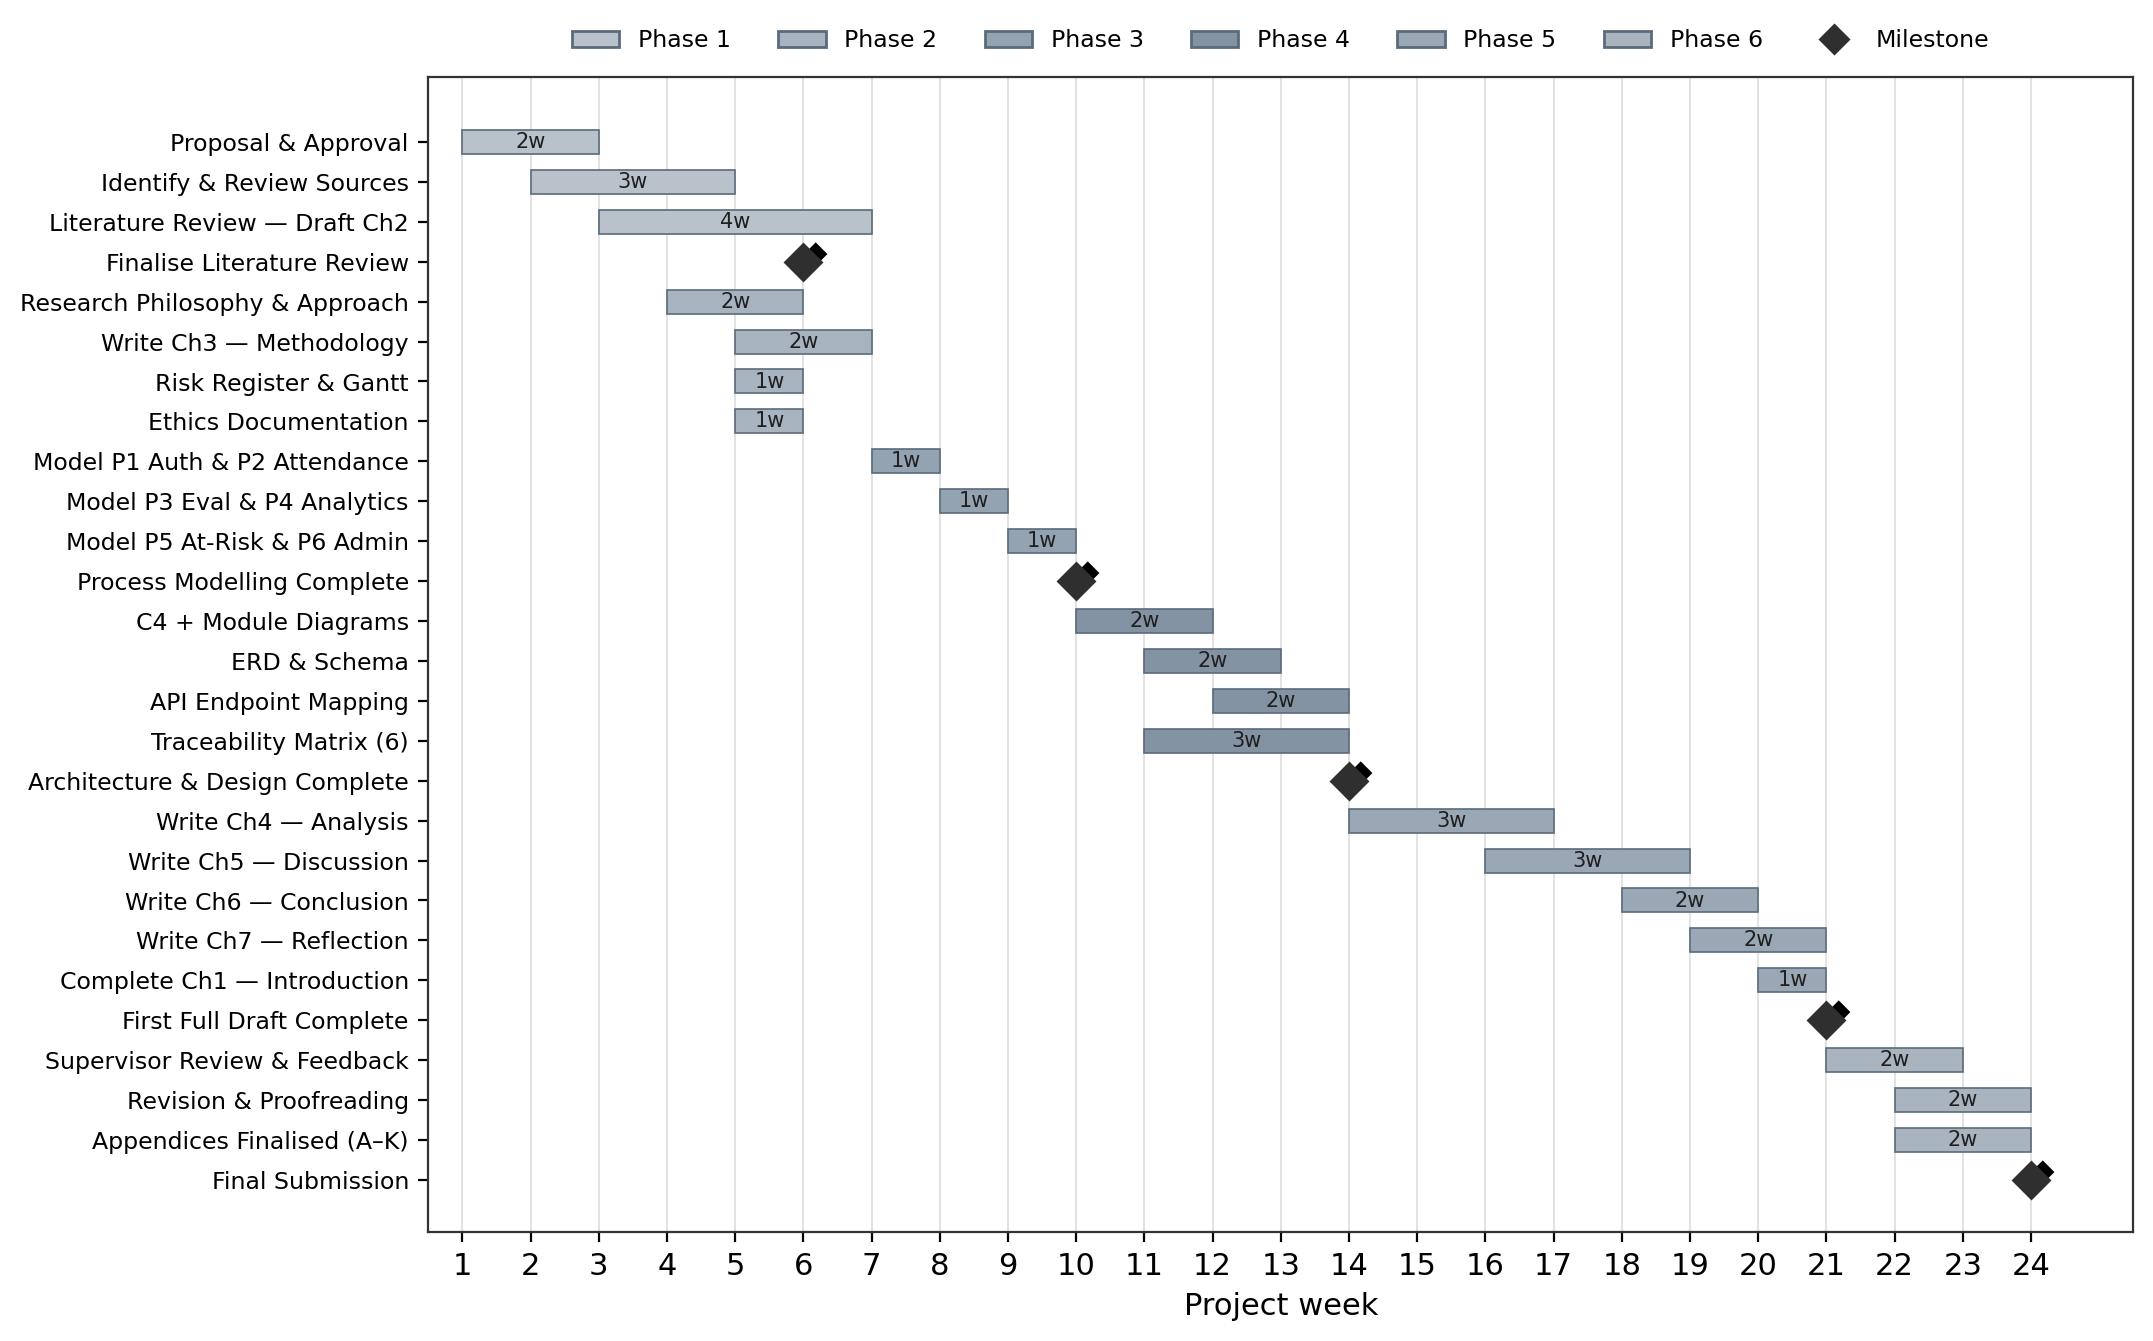 Phase 1 Phase 2 Phase 3 Phase 4 Phase 5 Phase 6 Milestone
Proposal & Approval 2w
Identify & Review Sources 3w
Literature Review — Draft Ch2 4w
Finalise Literature Review
Research Philosophy & Approach 2w
Write Ch3 — Methodology 2w
Risk Register & Gantt 1w
Ethics Documentation 1w
Model P1 Auth & P2 Attendance 1w
Model P3 Eval & P4 Analytics 1w
Model P5 At-Risk & P6 Admin 1w
Process Modelling Complete
C4 + Module Diagrams 2w
ERD & Schema 2w
API Endpoint Mapping 2w
Traceability Matrix (6) 3w
Architecture & Design Complete
Write Ch4 — Analysis 3w
Write Ch5 — Discussion 3w
Write Ch6 — Conclusion 2w
Write Ch7 — Reflection 2w
Complete Ch1 — Introduction 1w
First Full Draft Complete
Supervisor Review & Feedback 2w
Revision & Proofreading 2w
Appendices Finalised (A–K) 2w
Final Submission
1 2 3 4 5 6 7 8 9 10 11 12 13 14 15 16 17 18 19 20 21 22 23 24
Project week